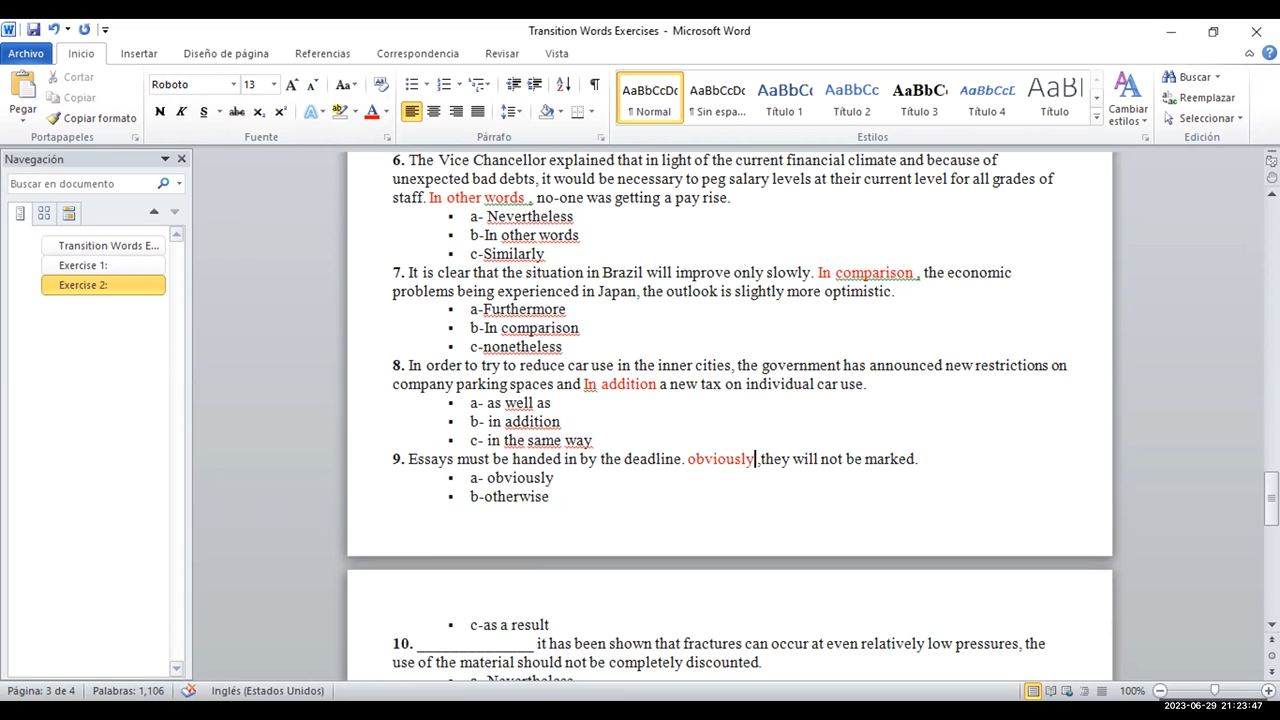 Transition Words Exercises - Microsoft Word
Archivo Inicio Insertar Diseño de página Referencias Correspondencia Revisar Vista
Pegar
Cortar
Copiar
Copiar formato
Portapapeles
Roboto 13
Fuente
Párrafo
AaBbCcDc AaBbCcDc AaBbC AaBbCc AaBbCc AaBbCcL AaBl
¶ Normal ¶ Sin espa... Título 1 Título 2 Título 3 Título 4 Título
Cambiar estilos
Estilos
Buscar
Reemplazar
Seleccionar
Edición
Navegación
Buscar en documento
Transition Words E...
Exercise 1:
Exercise 2:
6. The Vice Chancellor explained that in light of the current financial climate and because of
unexpected bad debts, it would be necessary to peg salary levels at their current level for all grades of
staff. In other words , no-one was getting a pay rise.
▪ a- Nevertheless
▪ b-In other words
▪ c-Similarly
7. It is clear that the situation in Brazil will improve only slowly. In comparison , the economic
problems being experienced in Japan, the outlook is slightly more optimistic.
▪ a-Furthermore
▪ b-In comparison
▪ c-nonetheless
8. In order to try to reduce car use in the inner cities, the government has announced new restrictions on
company parking spaces and In addition a new tax on individual car use.
▪ a- as well as
▪ b- in addition
▪ c- in the same way
9. Essays must be handed in by the deadline. obviously ,they will not be marked.
▪ a- obviously
▪ b-otherwise
▪ c-as a result
10. ______________ it has been shown that fractures can occur at even relatively low pressures, the
use of the material should not be completely discounted.
▪ a- Nevertheless
Página: 3 de 4 Palabras: 1,106 Inglés (Estados Unidos) 100%
2023-06-29 21:23:47